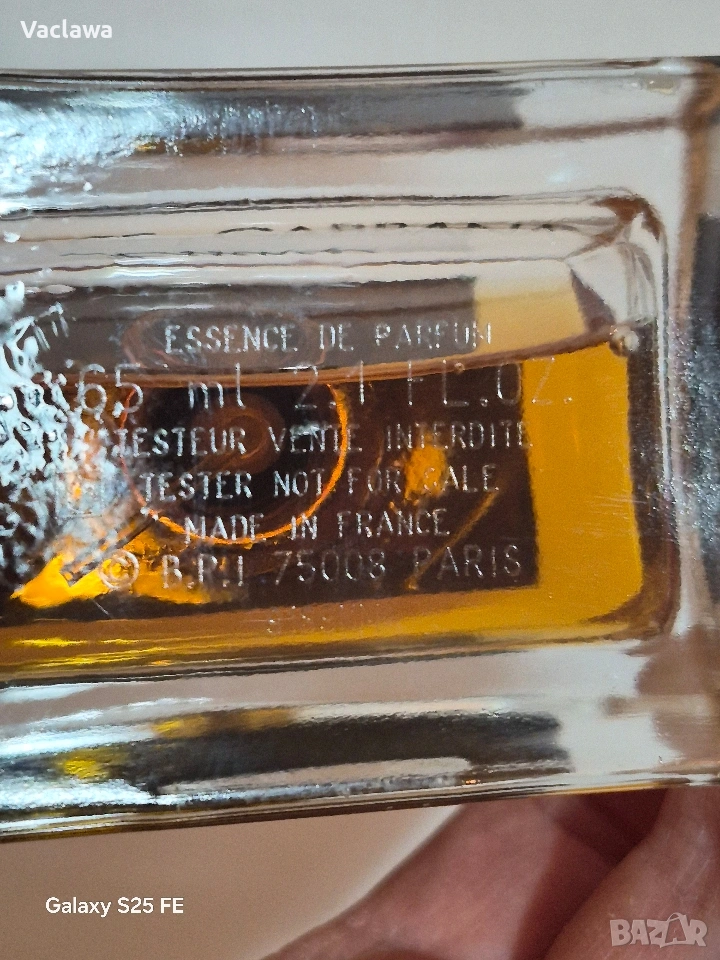 Vaclawa
ESSENCE DE PARFUM
65 ml 2.1 FL.OZ.
TESTEUR VENTE INTERDITE
TESTER NOT FOR SALE
MADE IN FRANCE
© B.P.I 75008 PARIS
Galaxy S25 FE
BAZAR